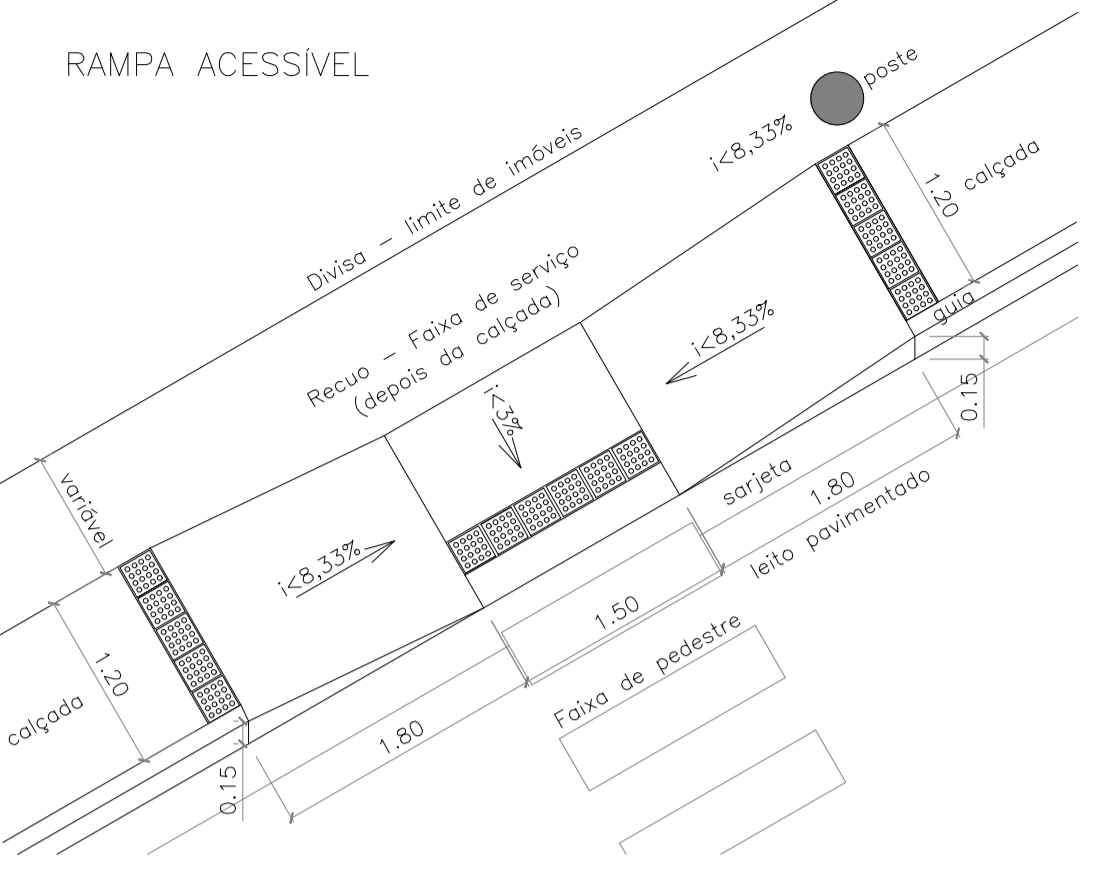 RAMPA ACESSÍVEL
poste
i<8,33%
Divisa – limite de imóveis
calçada
1.20
Recuo – Faixa de serviço
(depois da calçada)
guia
i<8,33%
0.15
i<3%
variável
sarjeta
1.80
leito pavimentado
i<8,33%
1.50
Faixa de pedestre
1.20
calçada
1.80
0.15